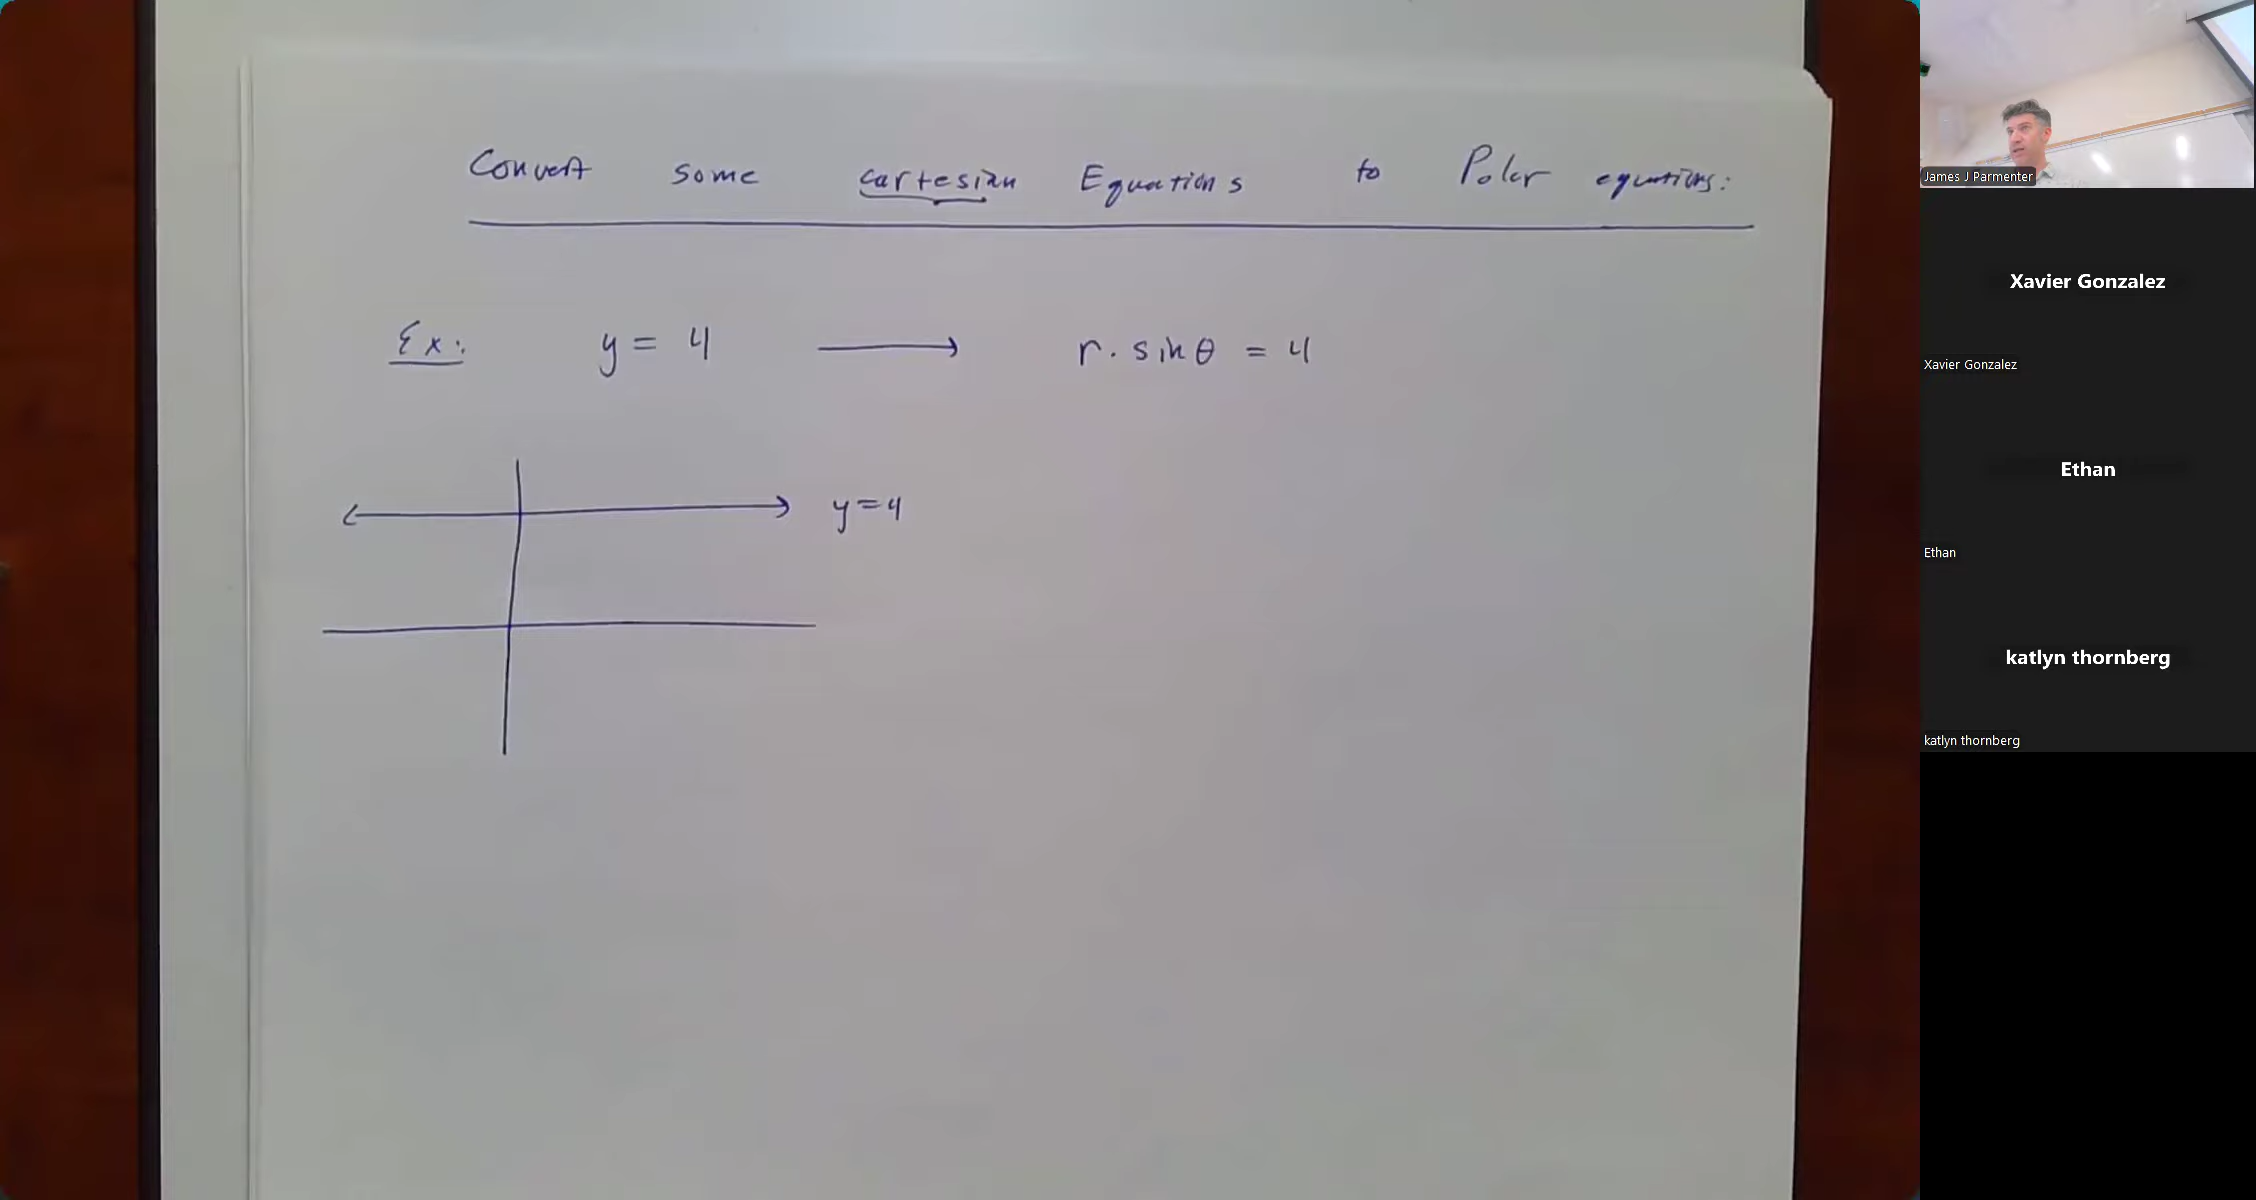 Convert some cartesian Equations to Polar equations:
Ex: y = 4 → r · sin θ = 4
y = 4
James J Parmenter
Xavier Gonzalez
Xavier Gonzalez
Ethan
Ethan
katlyn thornberg
katlyn thornberg